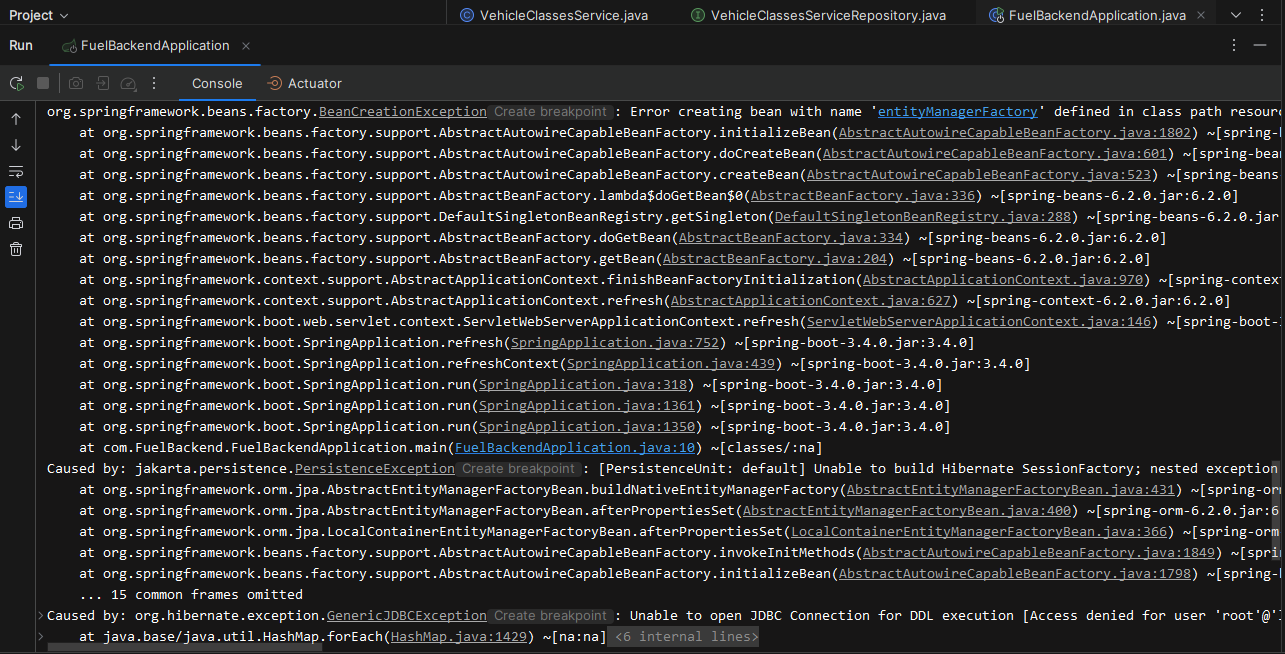 Project
VehicleClassesService.java
VehicleClassesServiceRepository.java
FuelBackendApplication.java
Run
FuelBackendApplication
Console
Actuator
org.springframework.beans.factory.BeanCreationException Create breakpoint : Error creating bean with name 'entityManagerFactory' defined in class path resour
at org.springframework.beans.factory.support.AbstractAutowireCapableBeanFactory.initializeBean(AbstractAutowireCapableBeanFactory.java:1802) ~[spring-
at org.springframework.beans.factory.support.AbstractAutowireCapableBeanFactory.doCreateBean(AbstractAutowireCapableBeanFactory.java:601) ~[spring-bea
at org.springframework.beans.factory.support.AbstractAutowireCapableBeanFactory.createBean(AbstractAutowireCapableBeanFactory.java:523) ~[spring-beans
at org.springframework.beans.factory.support.AbstractBeanFactory.lambda$doGetBean$0(AbstractBeanFactory.java:336) ~[spring-beans-6.2.0.jar:6.2.0]
at org.springframework.beans.factory.support.DefaultSingletonBeanRegistry.getSingleton(DefaultSingletonBeanRegistry.java:288) ~[spring-beans-6.2.0.jar
at org.springframework.beans.factory.support.AbstractBeanFactory.doGetBean(AbstractBeanFactory.java:334) ~[spring-beans-6.2.0.jar:6.2.0]
at org.springframework.beans.factory.support.AbstractBeanFactory.getBean(AbstractBeanFactory.java:204) ~[spring-beans-6.2.0.jar:6.2.0]
at org.springframework.context.support.AbstractApplicationContext.finishBeanFactoryInitialization(AbstractApplicationContext.java:970) ~[spring-context
at org.springframework.context.support.AbstractApplicationContext.refresh(AbstractApplicationContext.java:627) ~[spring-context-6.2.0.jar:6.2.0]
at org.springframework.boot.web.servlet.context.ServletWebServerApplicationContext.refresh(ServletWebServerApplicationContext.java:146) ~[spring-boot-
at org.springframework.boot.SpringApplication.refresh(SpringApplication.java:752) ~[spring-boot-3.4.0.jar:3.4.0]
at org.springframework.boot.SpringApplication.refreshContext(SpringApplication.java:439) ~[spring-boot-3.4.0.jar:3.4.0]
at org.springframework.boot.SpringApplication.run(SpringApplication.java:318) ~[spring-boot-3.4.0.jar:3.4.0]
at org.springframework.boot.SpringApplication.run(SpringApplication.java:1361) ~[spring-boot-3.4.0.jar:3.4.0]
at org.springframework.boot.SpringApplication.run(SpringApplication.java:1350) ~[spring-boot-3.4.0.jar:3.4.0]
at com.FuelBackend.FuelBackendApplication.main(FuelBackendApplication.java:10) ~[classes/:na]
Caused by: jakarta.persistence.PersistenceException Create breakpoint : [PersistenceUnit: default] Unable to build Hibernate SessionFactory; nested exception
at org.springframework.orm.jpa.AbstractEntityManagerFactoryBean.buildNativeEntityManagerFactory(AbstractEntityManagerFactoryBean.java:431) ~[spring-or
at org.springframework.orm.jpa.AbstractEntityManagerFactoryBean.afterPropertiesSet(AbstractEntityManagerFactoryBean.java:400) ~[spring-orm-6.2.0.jar:6
at org.springframework.orm.jpa.LocalContainerEntityManagerFactoryBean.afterPropertiesSet(LocalContainerEntityManagerFactoryBean.java:366) ~[spring-orm
at org.springframework.beans.factory.support.AbstractAutowireCapableBeanFactory.invokeInitMethods(AbstractAutowireCapableBeanFactory.java:1849) ~[spri
at org.springframework.beans.factory.support.AbstractAutowireCapableBeanFactory.initializeBean(AbstractAutowireCapableBeanFactory.java:1798) ~[spring-
... 15 common frames omitted
Caused by: org.hibernate.exception.GenericJDBCException Create breakpoint : Unable to open JDBC Connection for DDL execution [Access denied for user 'root'@'
at java.base/java.util.HashMap.forEach(HashMap.java:1429) ~[na:na] <6 internal lines>